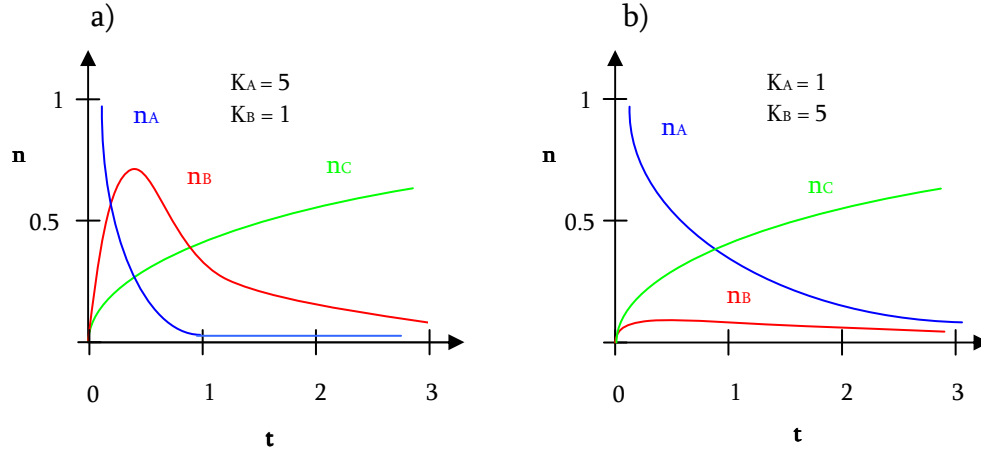 a)
KA = 5
KB = 1
1
nA
n
nB
nC
0.5
0
1
2
3
t
b)
KA = 1
KB = 5
1
nA
n
nC
0.5
nB
0
1
2
3
t